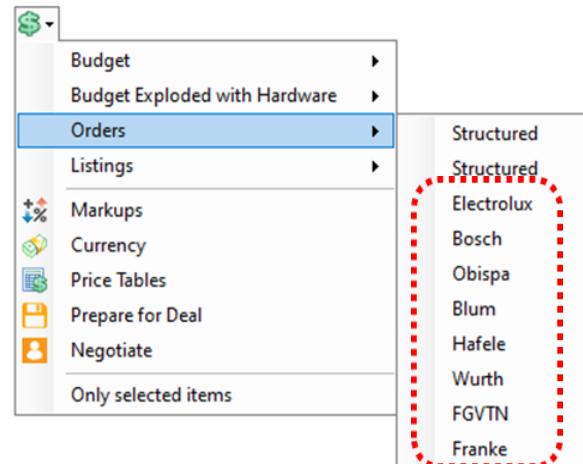 Budget
Budget Exploded with Hardware
Orders
Listings
Markups
Currency
Price Tables
Prepare for Deal
Negotiate
Only selected items
Structured
Structured
Electrolux
Bosch
Obispa
Blum
Hafele
Wurth
FGVTN
Franke